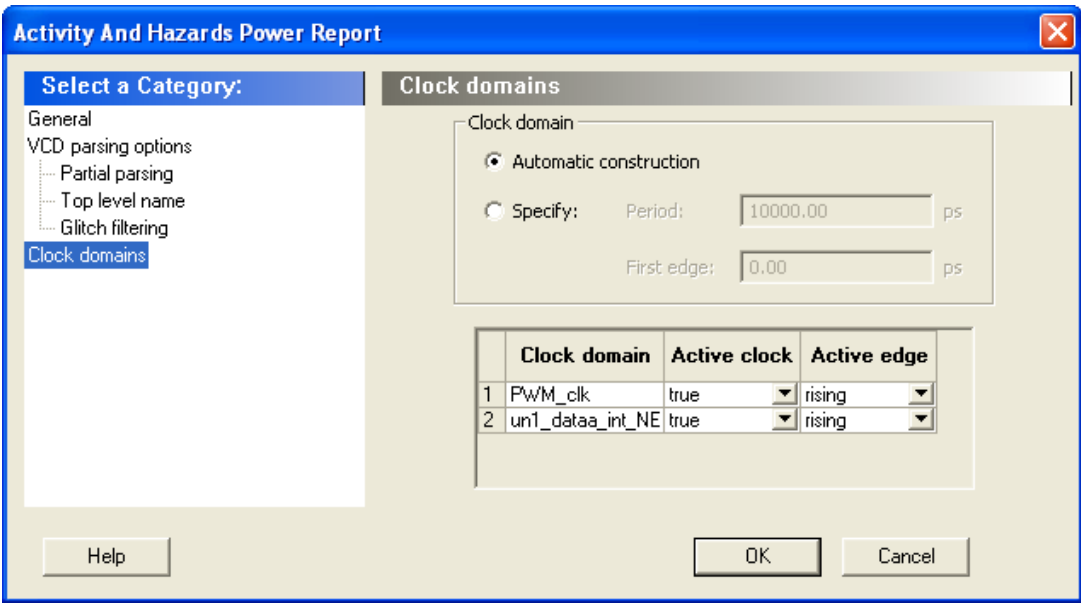 Activity And Hazards Power Report
Select a Category:
General
VCD parsing options
Partial parsing
Top level name
Glitch filtering
Clock domains
Clock domains
Clock domain
Automatic construction
Specify: Period: 10000.00 ps
First edge: 0.00 ps
Clock domain Active clock Active edge
1 PWM_clk true rising
2 un1_dataa_int_NE true rising
Help OK Cancel